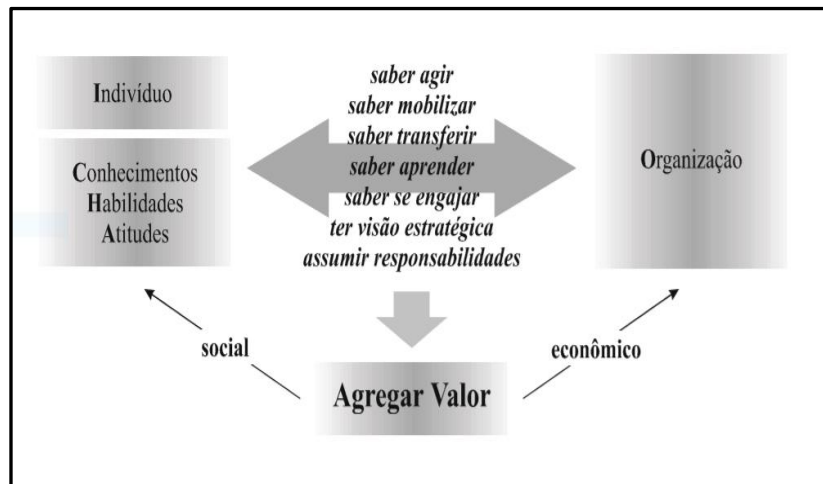 Indivíduo
Conhecimentos
Habilidades
Atitudes
saber agir
saber mobilizar
saber transferir
saber aprender
saber se engajar
ter visão estratégica
assumir responsabilidades
Organização
social
econômico
Agregar Valor